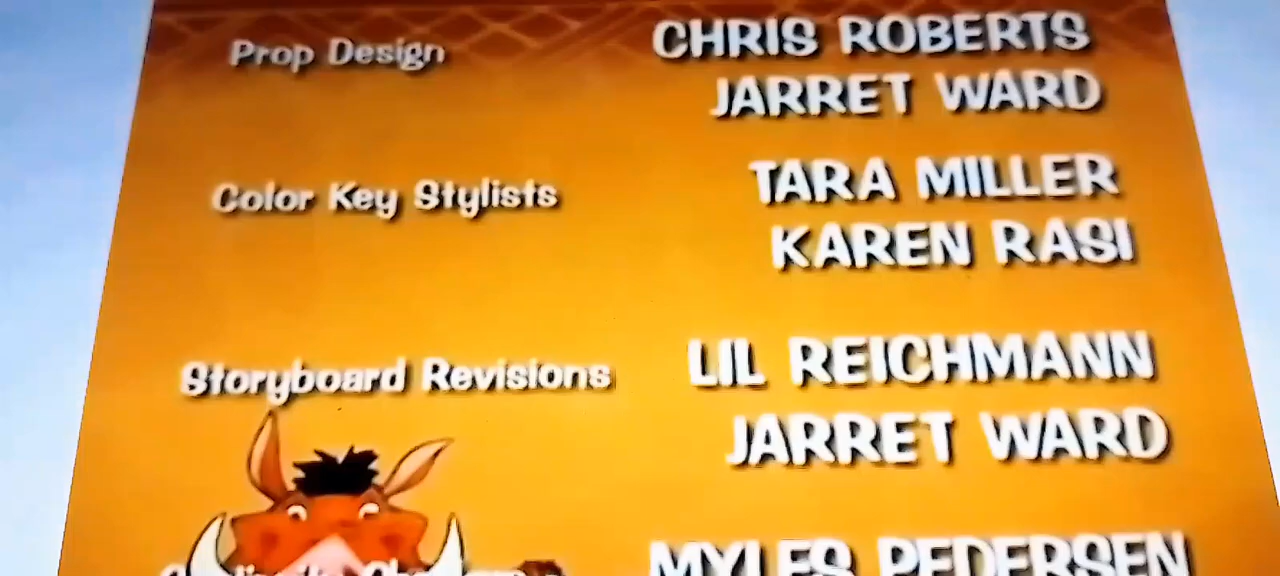 Prop Design CHRIS ROBERTS
JARRET WARD
Color Key Stylists TARA MILLER
KAREN RASI
Storyboard Revisions LIL REICHMANN
JARRET WARD
MYLES PEDERSEN